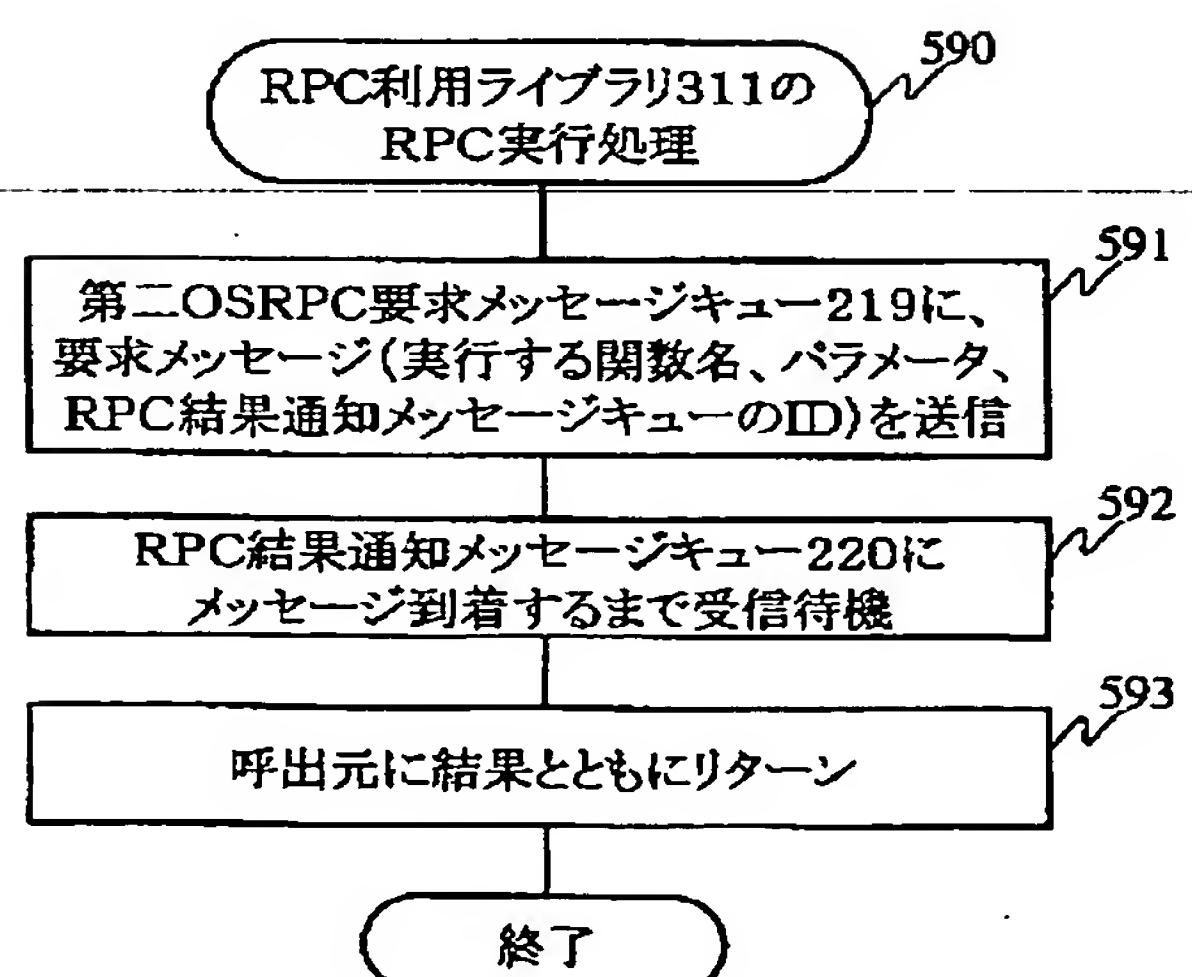 590
RPC利用ライブラリ311の
RPC実行処理
591
第二OSRPC要求メッセージキュー219に、
要求メッセージ(実行する関数名、パラメータ、
RPC結果通知メッセージキューのID)を送信
592
RPC結果通知メッセージキュー220に
メッセージ到着するまで受信待機
593
呼出元に結果とともにリターン
終了